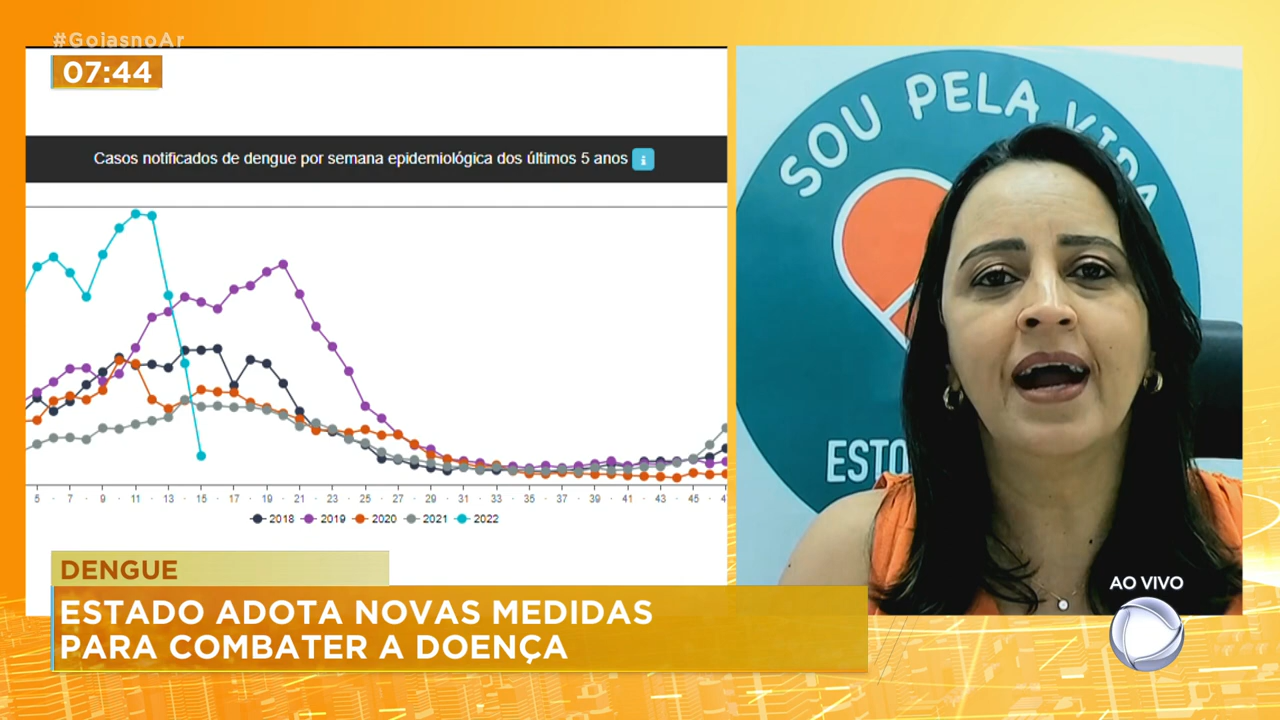 #GoiasnoAr
07:44
Casos notificados de dengue por semana epidemiológica dos últimos 5 anos
5 7 9 11 13 15 17 19 21 23 25 27 29 31 33 35 37 39 41 43 45
2018 2019 2020 2021 2022
SOU PELA VIDA
ESTO
DENGUE
ESTADO ADOTA NOVAS MEDIDAS
PARA COMBATER A DOENÇA
AO VIVO